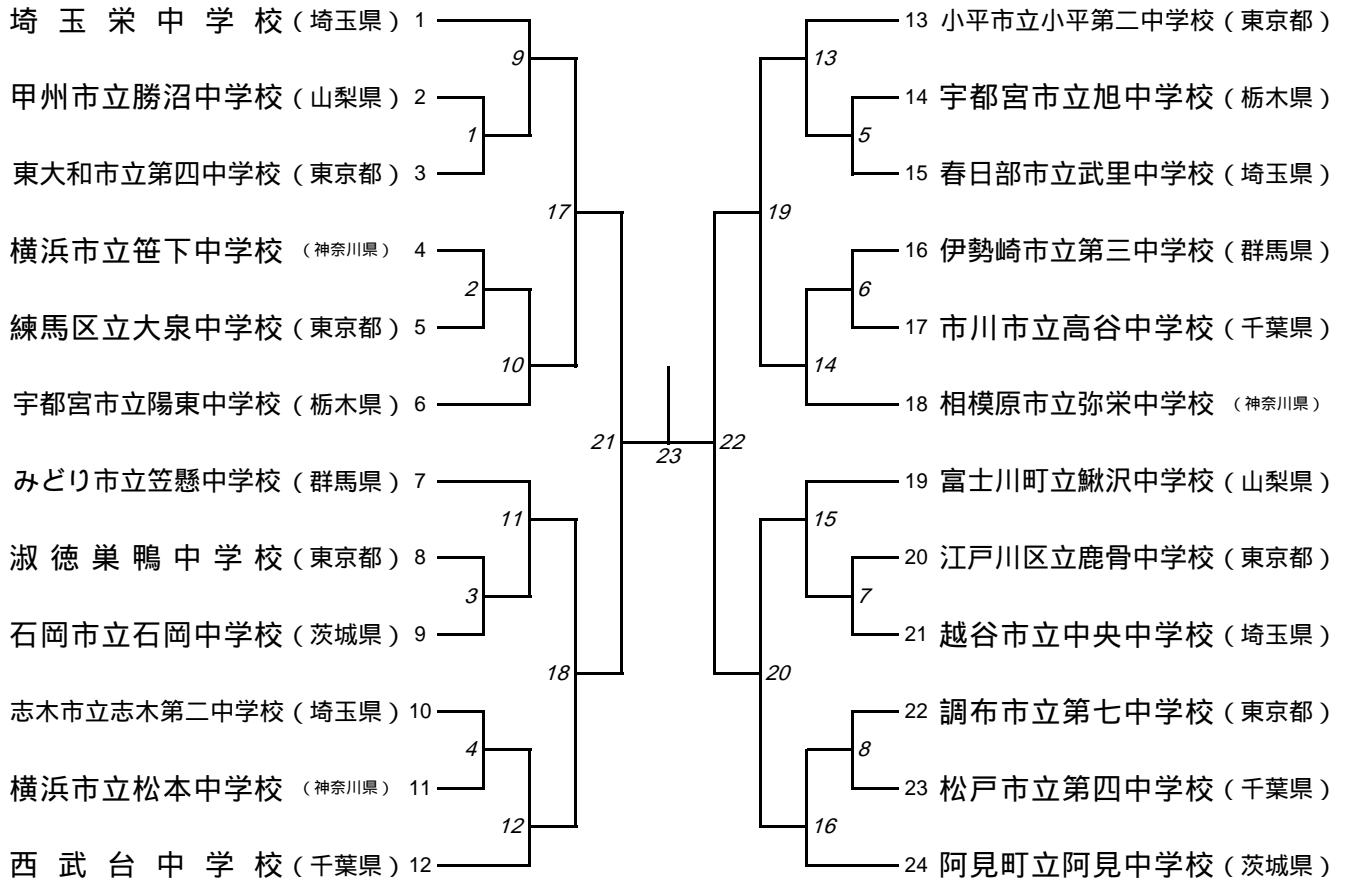 埼玉栄中学校(埼玉県) 1
甲州市立勝沼中学校(山梨県) 2
東大和市立第四中学校(東京都) 3
横浜市立笹下中学校(神奈川県) 4
練馬区立大泉中学校(東京都) 5
宇都宮市立陽東中学校(栃木県) 6
みどり市立笠懸中学校(群馬県) 7
淑徳巣鴨中学校(東京都) 8
石岡市立石岡中学校(茨城県) 9
志木市立志木第二中学校(埼玉県) 10
横浜市立松本中学校(神奈川県) 11
西武台中学校(千葉県) 12
9
1
17
2
10
21
11
3
18
4
12
23
13
5
19
6
14
22
15
7
20
8
16
13 小平市立小平第二中学校(東京都)
14 宇都宮市立旭中学校(栃木県)
15 春日部市立武里中学校(埼玉県)
16 伊勢崎市立第三中学校(群馬県)
17 市川市立高谷中学校(千葉県)
18 相模原市立弥栄中学校(神奈川県)
19 富士川町立鰍沢中学校(山梨県)
20 江戸川区立鹿骨中学校(東京都)
21 越谷市立中央中学校(埼玉県)
22 調布市立第七中学校(東京都)
23 松戸市立第四中学校(千葉県)
24 阿見町立阿見中学校(茨城県)